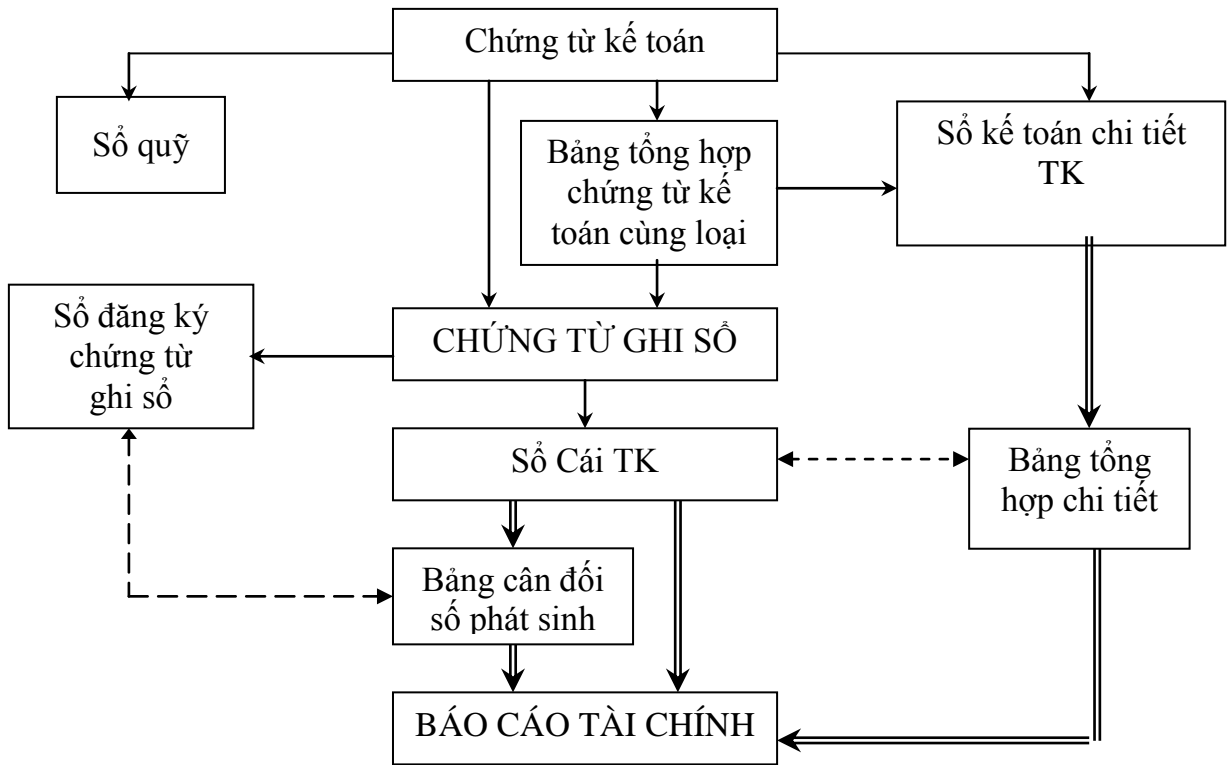 Chứng từ kế toán
Sổ quỹ
Bảng tổng hợp
chứng từ kế
toán cùng loại
Sổ kế toán chi tiết
TK
Sổ đăng ký
chứng từ
ghi sổ
CHỨNG TỪ GHI SỔ
Sổ Cái TK
Bảng tổng
hợp chi tiết
Bảng cân đối
số phát sinh
BÁO CÁO TÀI CHÍNH